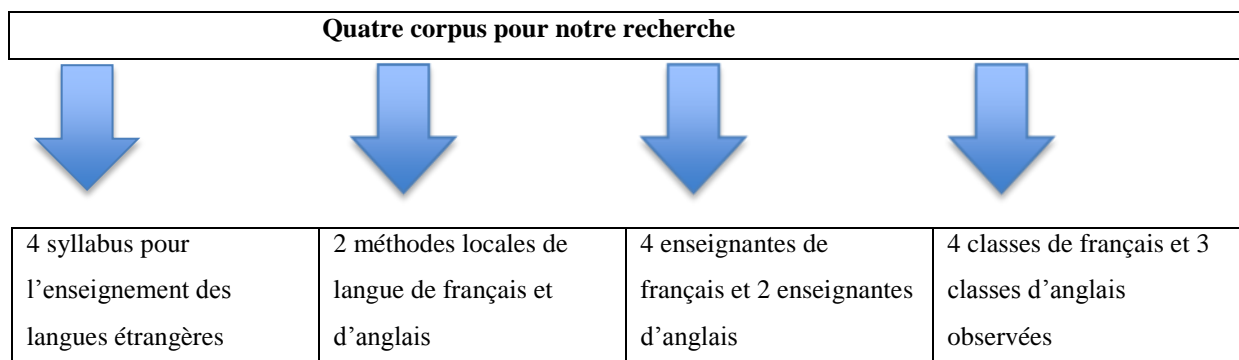 Quatre corpus pour notre recherche
4 syllabus pour
l’enseignement des
langues étrangères
2 méthodes locales de
langue de français et
d’anglais
4 enseignantes de
français et 2 enseignantes
d’anglais
4 classes de français et 3
classes d’anglais
observées